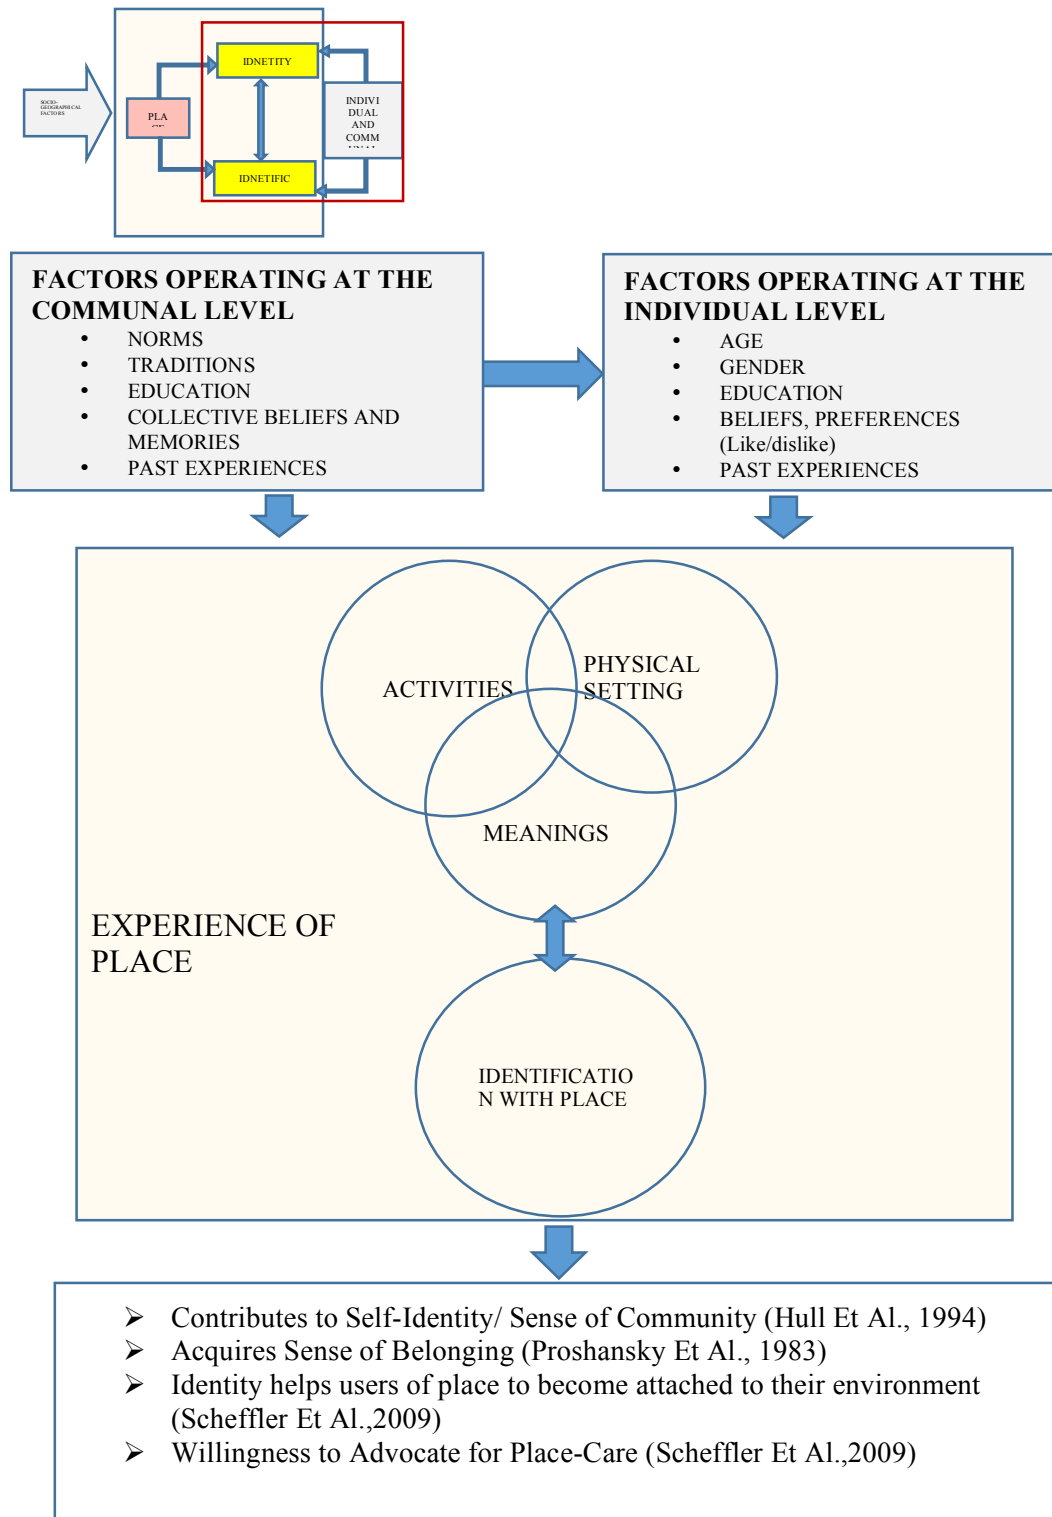 IDNETITY
SOCIO-
GEOGRAPHICAL
FACTORS
PLA
INDIVI
DUAL
AND
COMM
IDNETIFIC
FACTORS OPERATING AT THE
COMMUNAL LEVEL
• NORMS
• TRADITIONS
• EDUCATION
• COLLECTIVE BELIEFS AND
MEMORIES
• PAST EXPERIENCES
FACTORS OPERATING AT THE
INDIVIDUAL LEVEL
• AGE
• GENDER
• EDUCATION
• BELIEFS, PREFERENCES
(Like/dislike)
• PAST EXPERIENCES
ACTIVITIES
PHYSICAL
SETTING
MEANINGS
EXPERIENCE OF
PLACE
IDENTIFICATIO
N WITH PLACE
➢ Contributes to Self-Identity/ Sense of Community (Hull Et Al., 1994)
➢ Acquires Sense of Belonging (Proshansky Et Al., 1983)
➢ Identity helps users of place to become attached to their environment
(Scheffler Et Al.,2009)
➢ Willingness to Advocate for Place-Care (Scheffler Et Al.,2009)